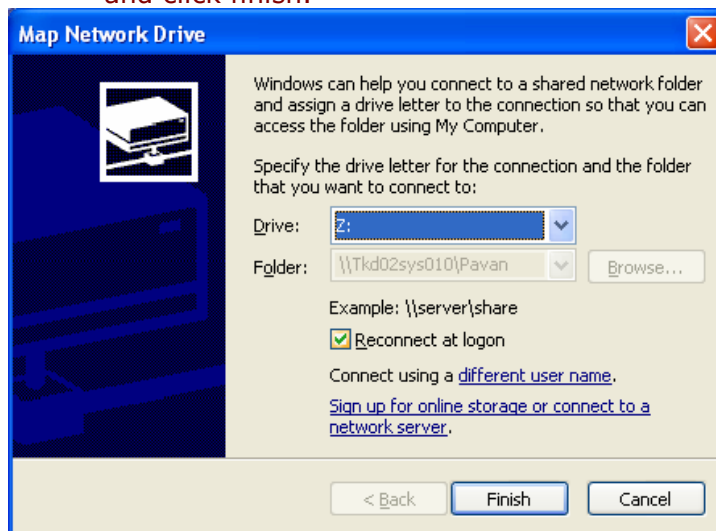 and click finish.
Map Network Drive
Windows can help you connect to a shared network folder
and assign a drive letter to the connection so that you can
access the folder using My Computer.
Specify the drive letter for the connection and the folder
that you want to connect to:
Drive: Z:
Folder: \\Tkd02sys010\Pavan Browse...
Example: \\server\share
Reconnect at logon
Connect using a different user name.
Sign up for online storage or connect to a
network server.
< Back Finish Cancel